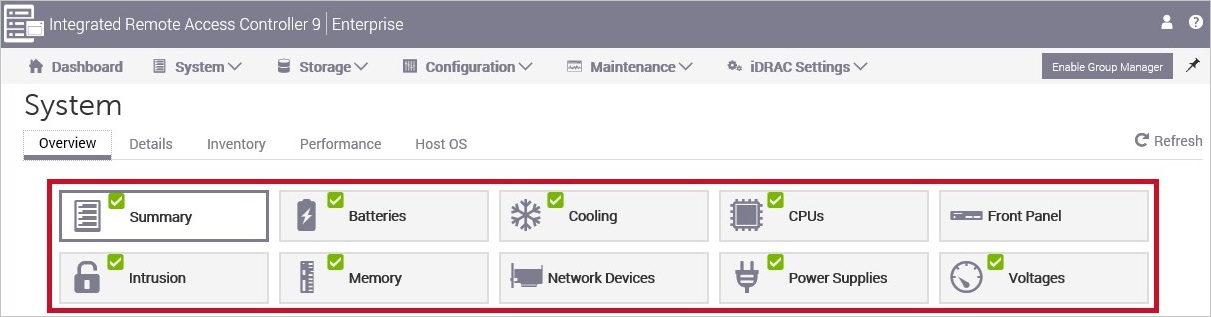 Integrated Remote Access Controller 9 | Enterprise
Dashboard System Storage Configuration Maintenance iDRAC Settings Enable Group Manager
System
Overview Details Inventory Performance Host OS Refresh
Summary Batteries Cooling CPUs Front Panel
Intrusion Memory Network Devices Power Supplies Voltages